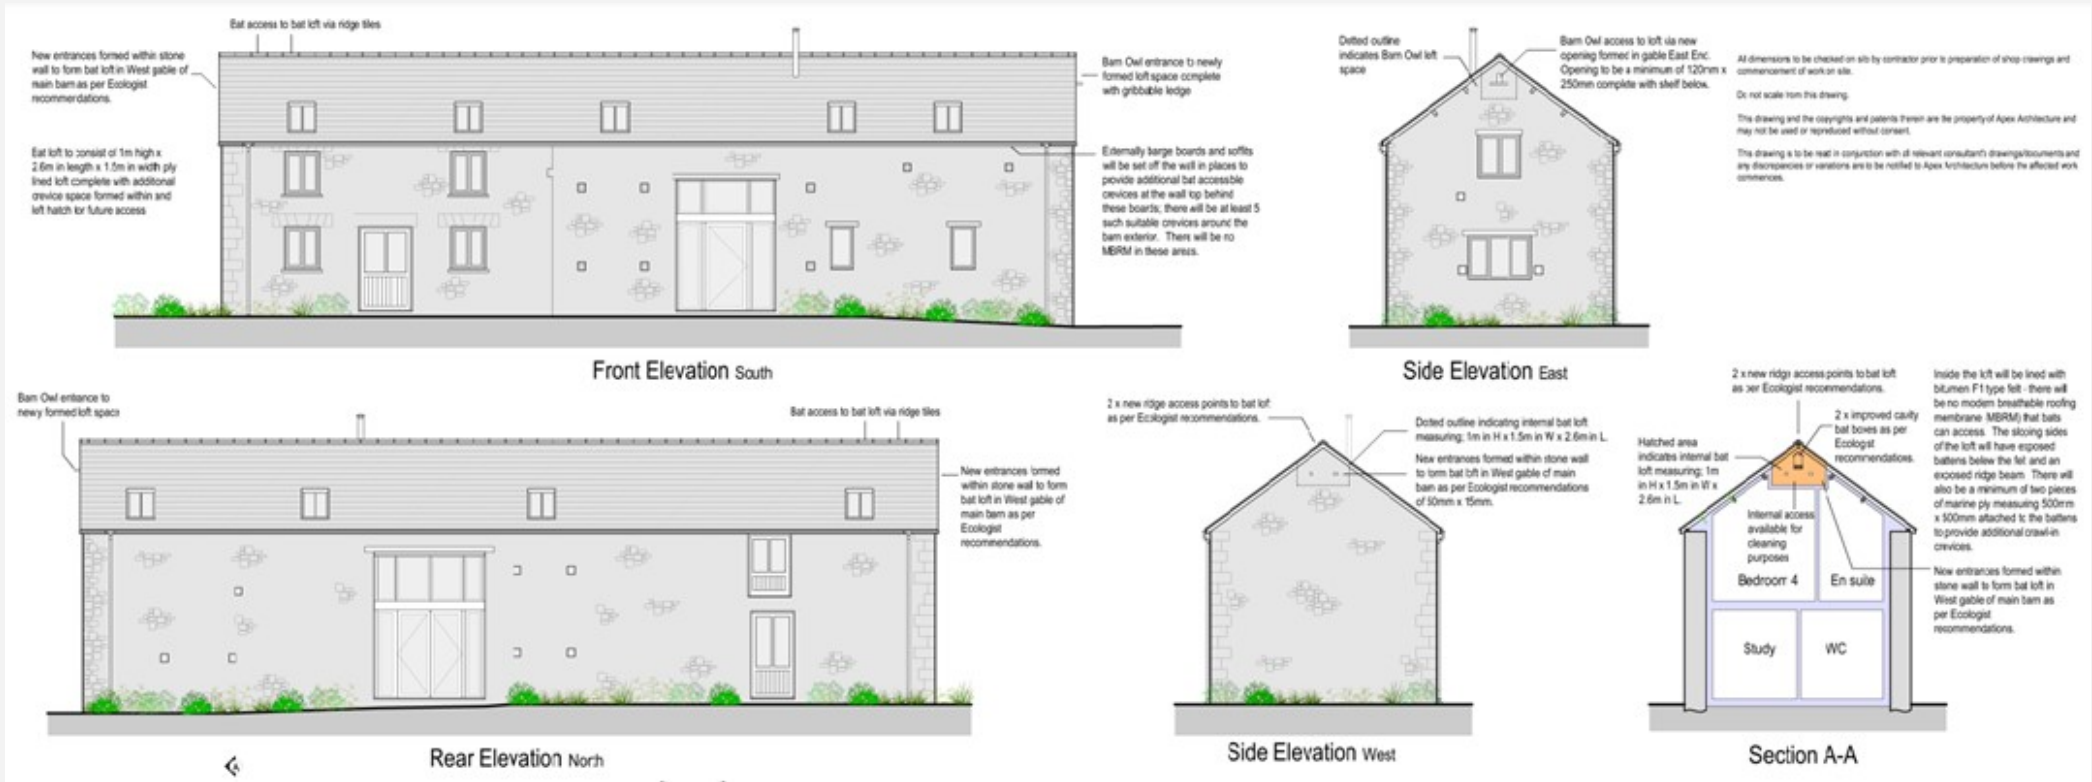 Bat access to bat loft via ridge tiles
New entrances formed within stone
wall to form bat loft in West gable of
main barn as per Ecologist
recommendations.
Bat loft to consist of 1m high x
2.6m in length x 1.5m in width ply
lined loft complete with additional
crevice space formed within and
loft hatch for future access
Barn Owl entrance to newly
formed loft space complete
with gribbable ledge
Externally barge boards and soffits
will be set off the wall in places to
provide additional bat accessible
crevices at the wall top behind
these boards; there will be at least 5
such suitable crevices around the
barn exterior. There will be no
MBRM in these areas.
Front Elevation South
Dotted outline
indicates Barn Owl loft
space
Barn Owl access to loft via new
opening formed in gable East Enc.
Opening to be a minimum of 120mm x
250mm complete with shelf below.
Side Elevation East
All dimensions to be checked on site by contractor prior to preparation of shop drawings and
commencement of work on site.
Do not scale from this drawing.
This drawing and the copyrights and patents therein are the property of Apex Architecture and
may not be used or reproduced without consent.
This drawing is to be read in conjunction with all relevant consultant's drawings/documents and
any discrepancies or variations are to be notified to Apex Architecture before the affected work
commences.
Barn Owl entrance to
newly formed loft space
Bat access to bat loft via ridge tiles
New entrances formed
within stone wall to form
bat loft in West gable of
main barn as per
Ecologist
recommendations.
Rear Elevation North
2 x new ridge access points to bat loft
as per Ecologist recommendations.
Dotted outline indicating internal bat loft
measuring; 1m in H x 1.5m in W x 2.6m in L.
New entrances formed within stone wall
to form bat loft in West gable of main
barn as per Ecologist recommendations
of 50mm x 15mm.
Side Elevation West
2 x new ridge access points to bat loft
as per Ecologist recommendations.
2 x improved cavity
bat boxes as per
Ecologist
recommendations.
Hatched area
indicates internal bat
loft measuring; 1m
in H x 1.5m in W x
2.6m in L.
Internal access
available for
cleaning
purposes
Bedroom 4
En suite
Study
WC
Inside the loft will be lined with
bitumen F1 type felt - there will
be no modern breathable roofing
membrane (MBRM) that bats
can access. The sloping sides
of the loft will have exposed
battens below the felt and an
exposed ridge beam. There will
also be a minimum of two pieces
of marine ply measuring 500mm
x 500mm attached to the battens
to provide additional crawl-in
crevices.
New entrances formed within
stone wall to form bat loft in
West gable of main barn as
per Ecologist
recommendations.
Section A-A